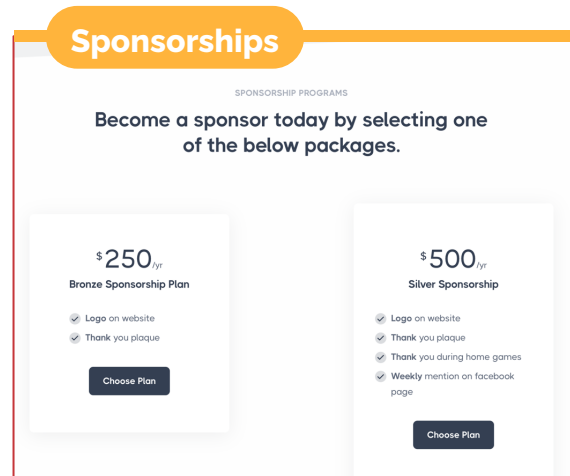 Sponsorships
SPONSORSHIP PROGRAMS
Become a sponsor today by selecting one
of the below packages.
$250/yr
Bronze Sponsorship Plan
Logo on website
Thank you plaque
Choose Plan
$500/yr
Silver Sponsorship
Logo on website
Thank you plaque
Thank you during home games
Weekly mention on facebook
page
Choose Plan